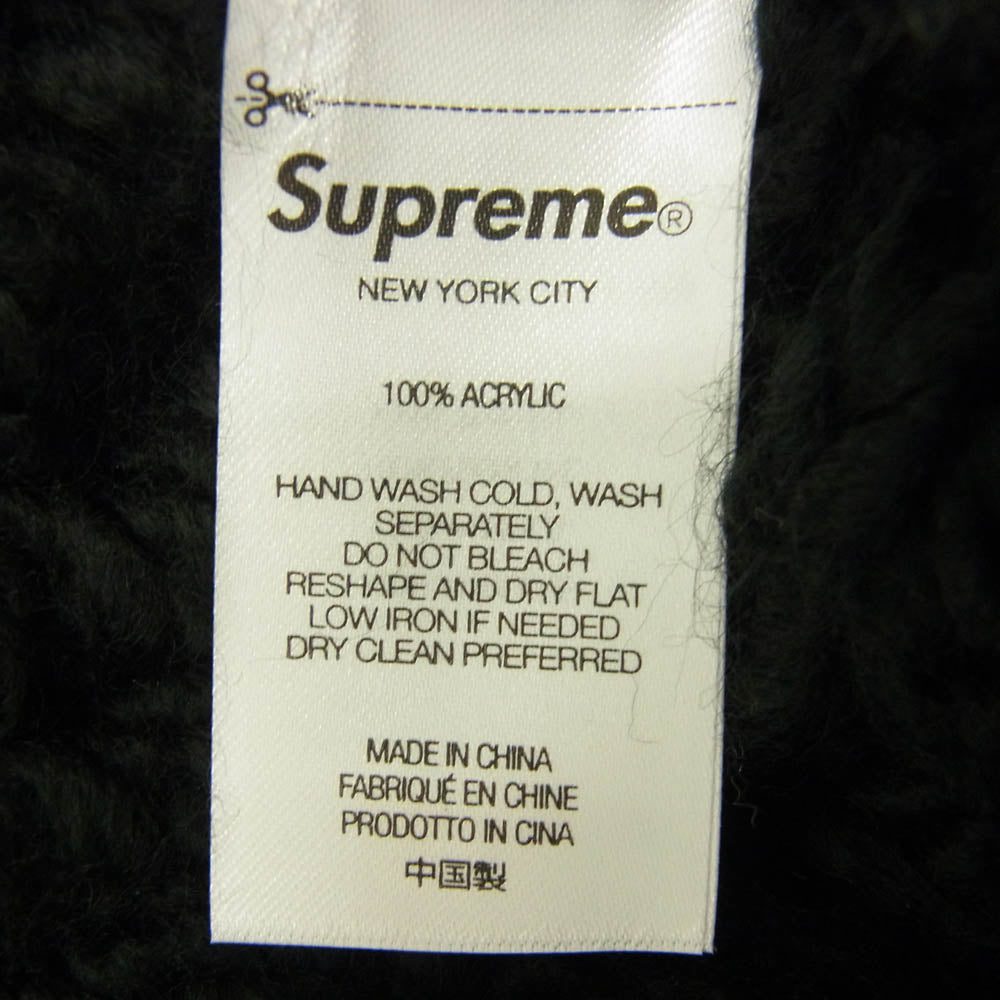 Supreme®
NEW YORK CITY
100% ACRYLIC
HAND WASH COLD, WASH
SEPARATELY
DO NOT BLEACH
RESHAPE AND DRY FLAT
LOW IRON IF NEEDED
DRY CLEAN PREFERRED
MADE IN CHINA
FABRIQUÉ EN CHINE
PRODOTTO IN CINA
中国製